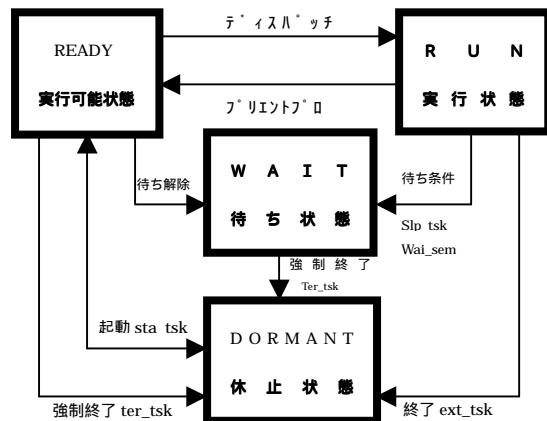 READY
実行可能状態
ディスパッチ
RUN
実行状態
プリエントプロ
WAIT
待ち状態
待ち解除
待ち条件
Slp tsk
Wai_sem
強制終了
Ter_tsk
DORMANT
休止状態
起動 sta tsk
強制終了 ter_tsk
終了 ext_tsk